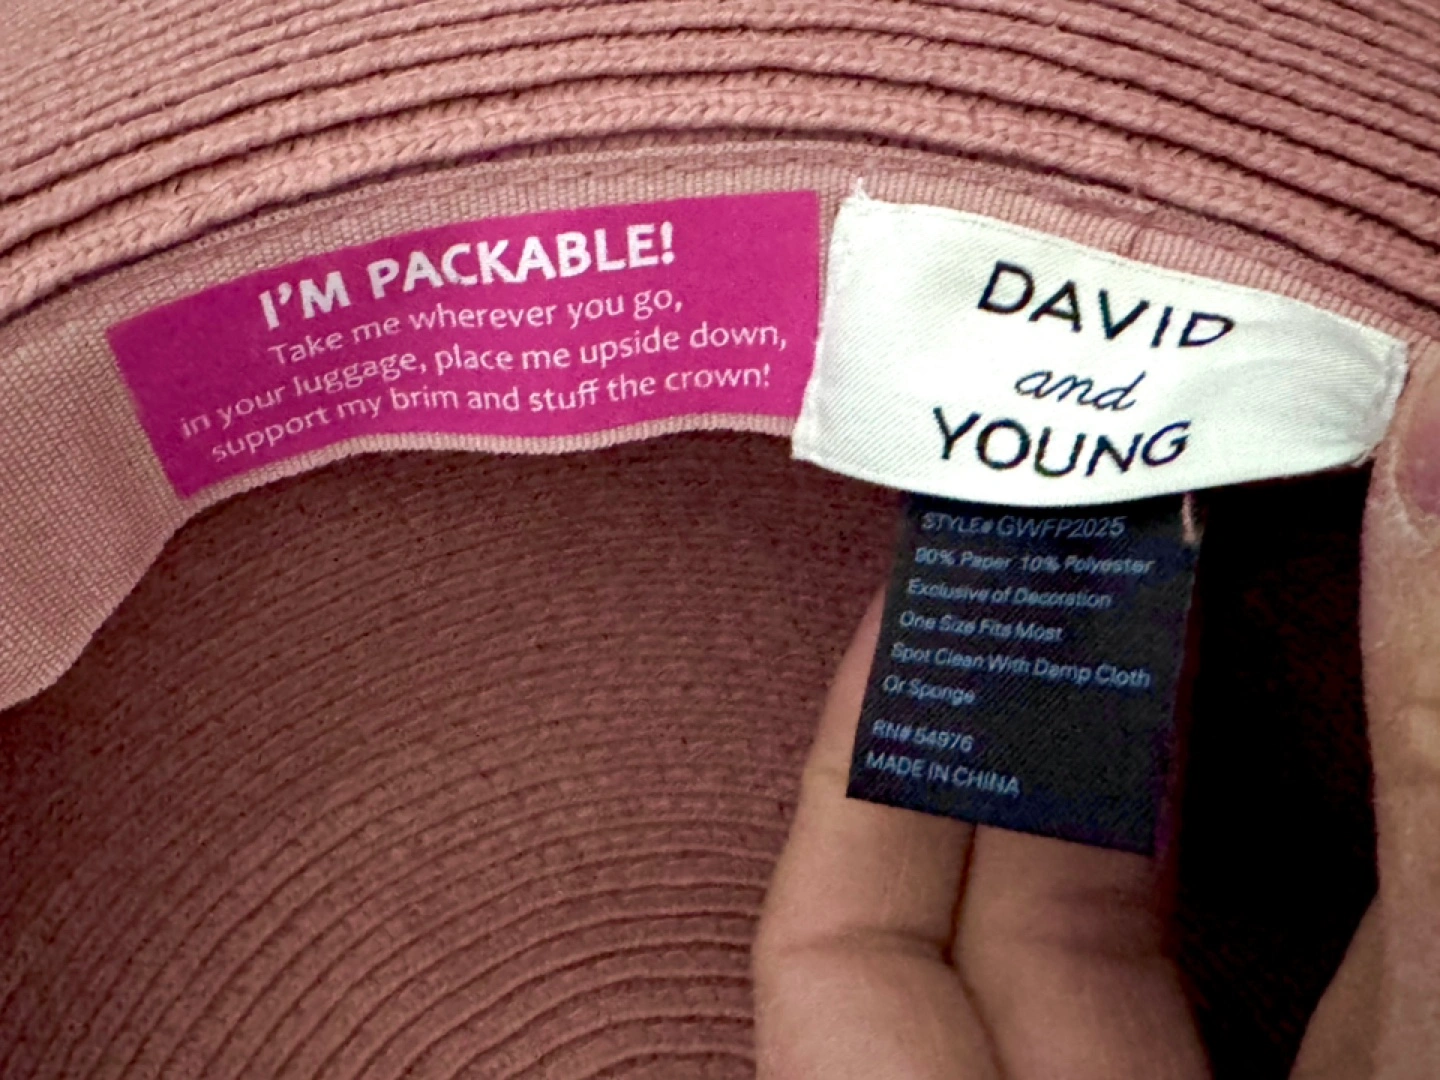 I'M PACKABLE!
Take me wherever you go,
in your luggage, place me upside down,
support my brim and stuff the crown!
DAVID
and
YOUNG
STYLE# GWFP2025
90% Paper 10% Polyester
Exclusive of Decoration
One Size Fits Most
Spot Clean With Damp Cloth
Or Sponge
RN# 54976
MADE IN CHINA